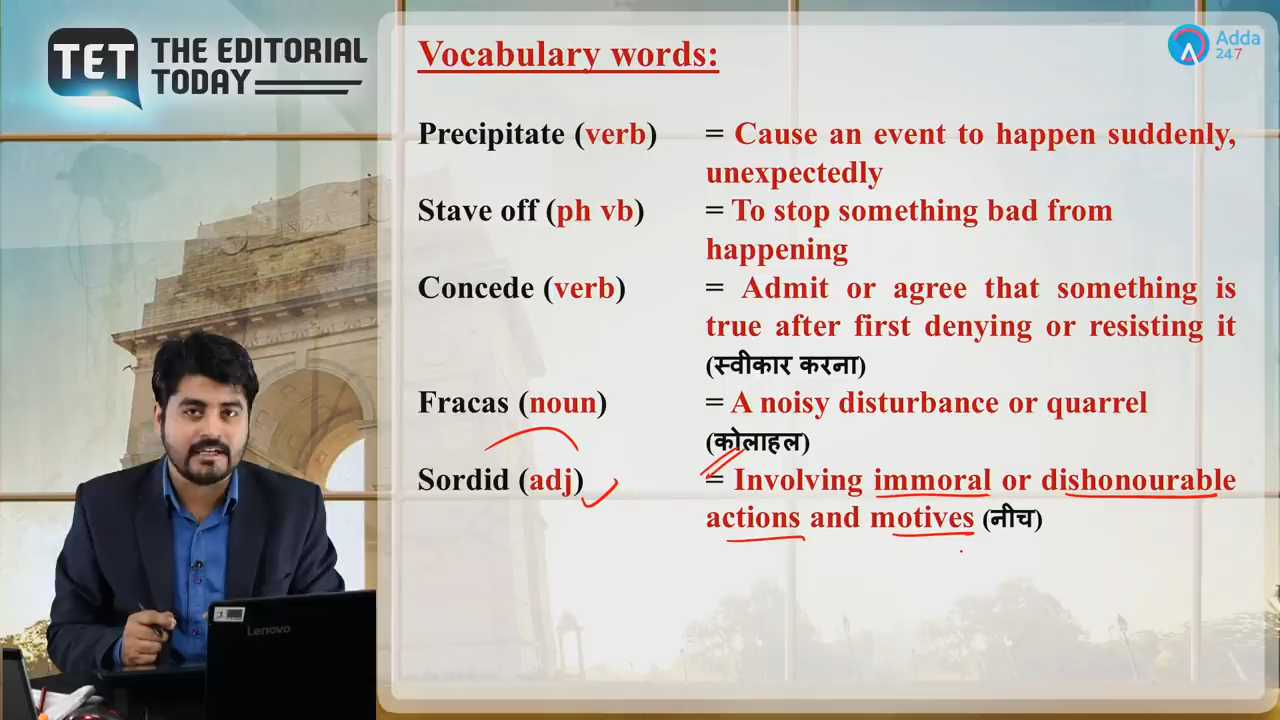 TET THE EDITORIAL TODAY
Vocabulary words:
Adda
247
Precipitate (verb) = Cause an event to happen suddenly,
unexpectedly
Stave off (ph vb) = To stop something bad from
happening
Concede (verb) = Admit or agree that something is
true after first denying or resisting it
(स्वीकार करना)
Fracas (noun) = A noisy disturbance or quarrel
(कोलाहल)
Sordid (adj) = Involving immoral or dishonourable
actions and motives (नीच)
INDIA
Lenovo